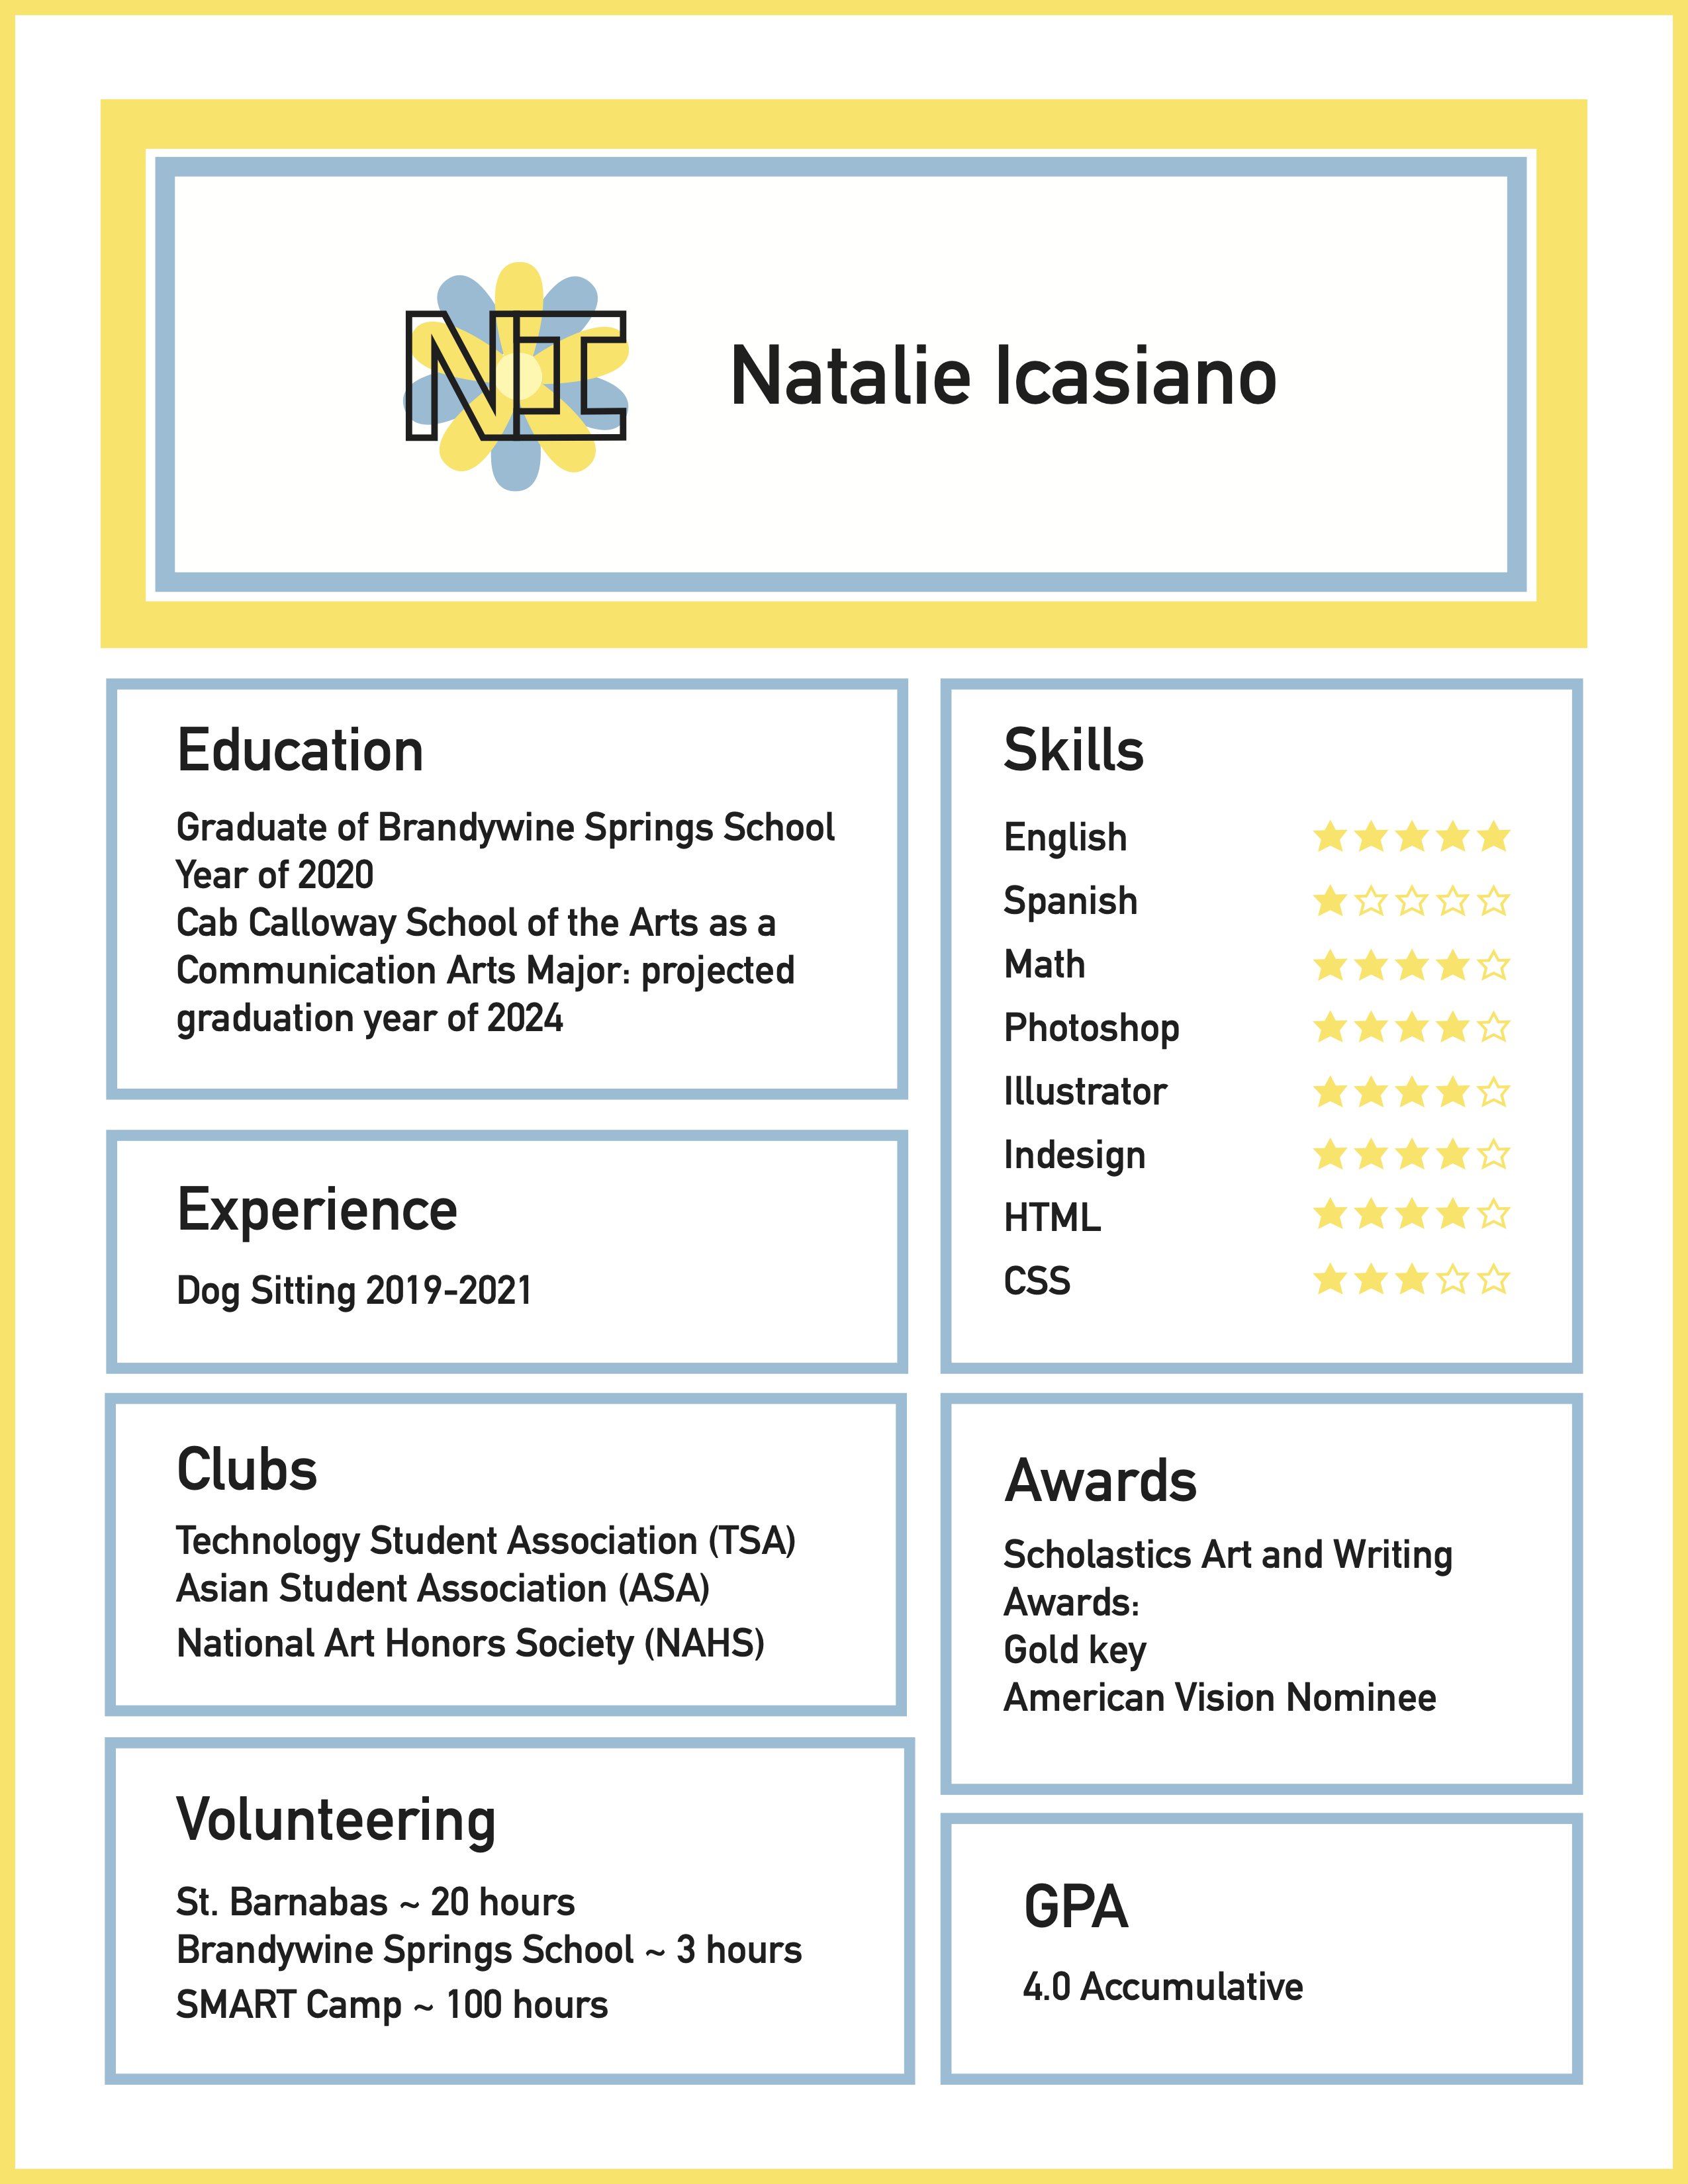 NI
Natalie Icasiano
Education
Graduate of Brandywine Springs School
Year of 2020
Cab Calloway School of the Arts as a
Communication Arts Major: projected
graduation year of 2024
Experience
Dog Sitting 2019-2021
Clubs
Technology Student Association (TSA)
Asian Student Association (ASA)
National Art Honors Society (NAHS)
Volunteering
St. Barnabas ~ 20 hours
Brandywine Springs School ~ 3 hours
SMART Camp ~ 100 hours
Skills
English
Spanish
Math
Photoshop
Illustrator
Indesign
HTML
CSS
Awards
Scholastics Art and Writing
Awards:
Gold key
American Vision Nominee
GPA
4.0 Accumulative